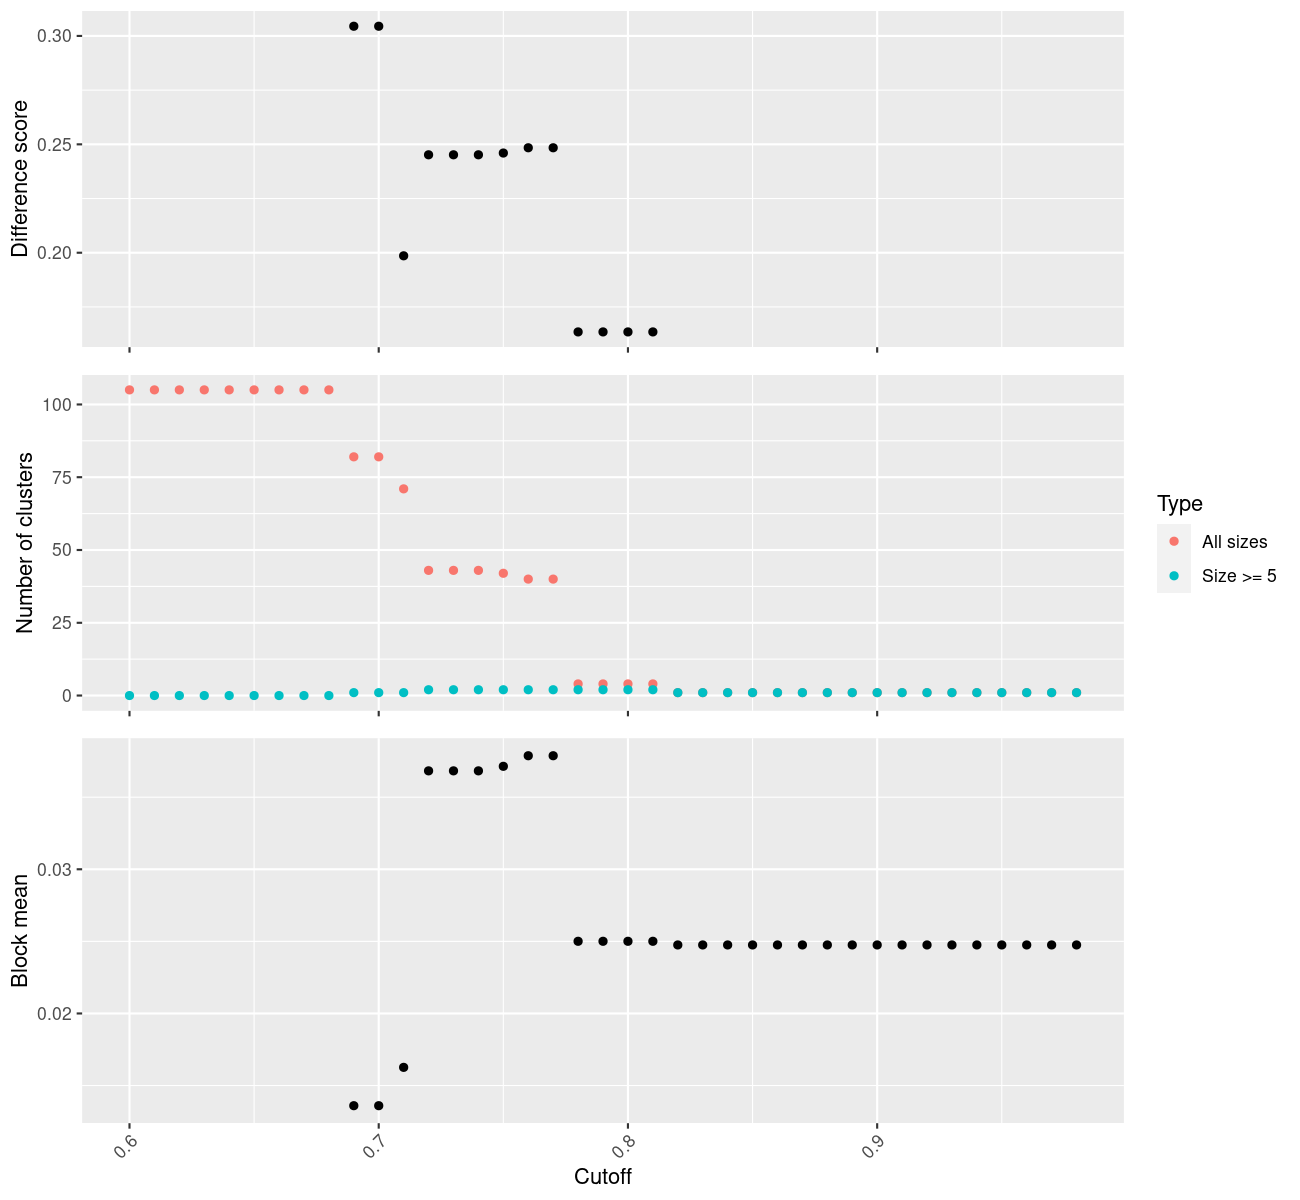 0.30
0.25
0.20
Difference score
100
75
50
25
0
Number of clusters
Type
All sizes
Size >= 5
0.03
0.02
Block mean
0.6
0.7
0.8
0.9
Cutoff